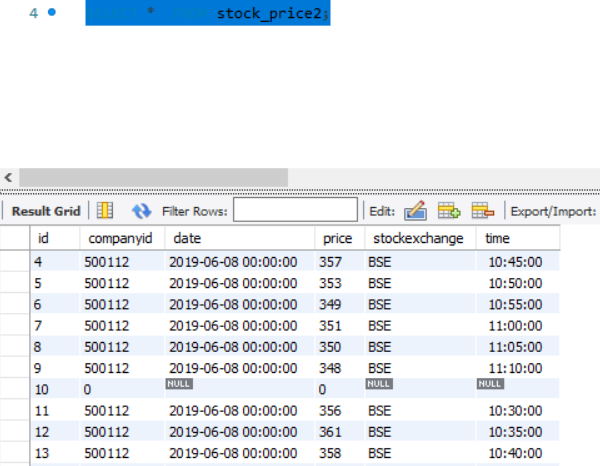 4 * stock_price2;
<
Result Grid Filter Rows: Edit: Export/Import:
id companyid date price stockexchange time
4 500112 2019-06-08 00:00:00 357 BSE 10:45:00
5 500112 2019-06-08 00:00:00 353 BSE 10:50:00
6 500112 2019-06-08 00:00:00 349 BSE 10:55:00
7 500112 2019-06-08 00:00:00 351 BSE 11:00:00
8 500112 2019-06-08 00:00:00 350 BSE 11:05:00
9 500112 2019-06-08 00:00:00 348 BSE 11:10:00
10 0 NULL 0 NULL NULL
11 500112 2019-06-08 00:00:00 356 BSE 10:30:00
12 500112 2019-06-08 00:00:00 361 BSE 10:35:00
13 500112 2019-06-08 00:00:00 358 BSE 10:40:00